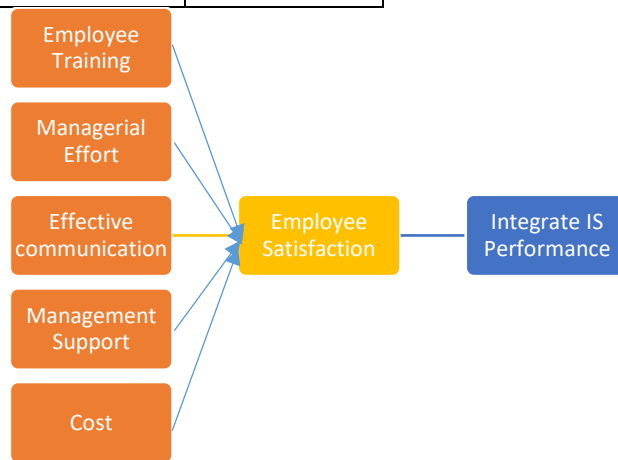 Employee
Training
Managerial
Effort
Effective
communication
Management
Support
Cost
Employee
Satisfaction
Integrate IS
Performance